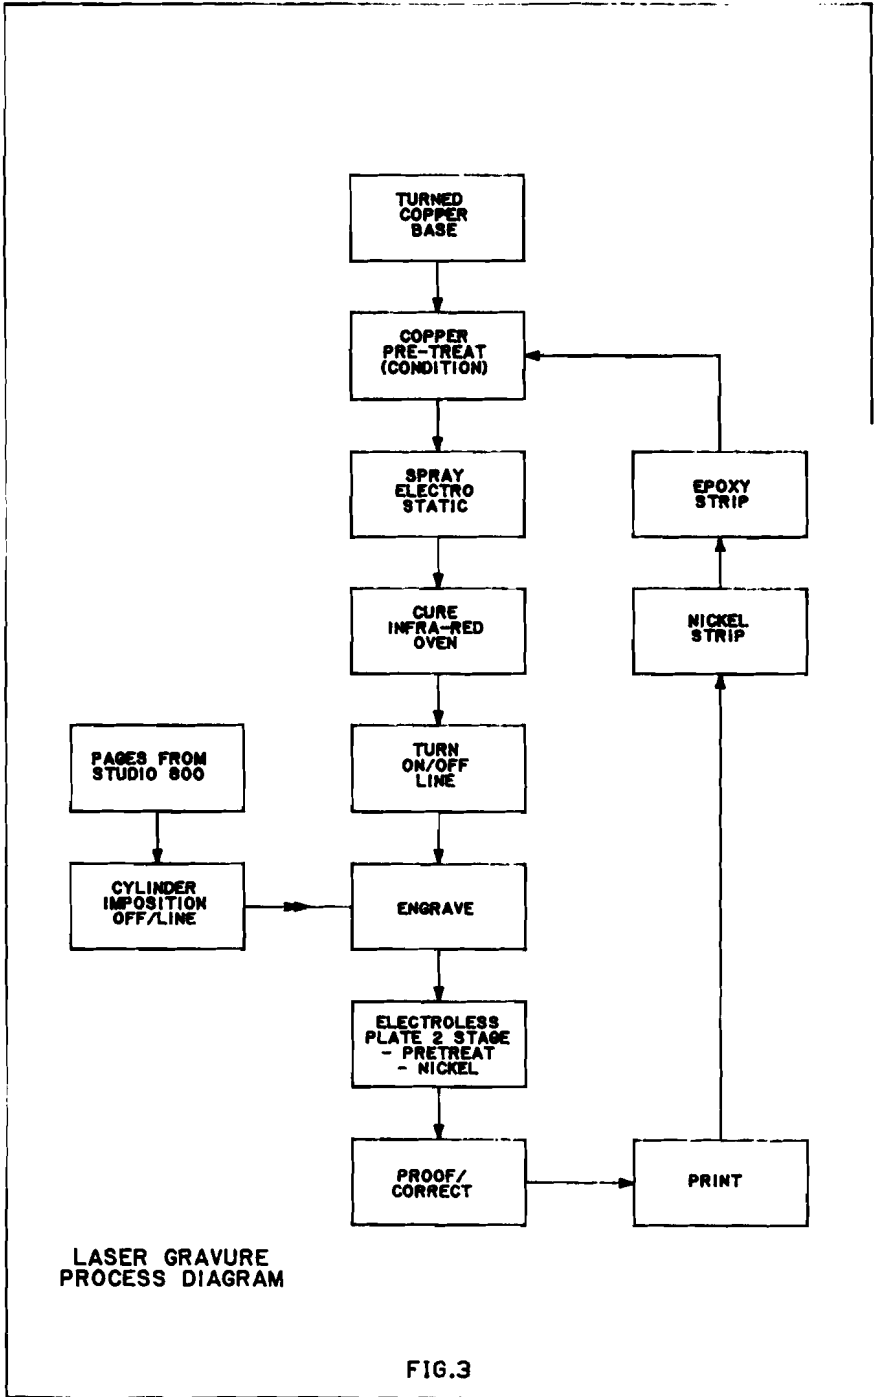 TURNED
COPPER
BASE
COPPER
PRE-TREAT
(CONDITION)
SPRAY
ELECTRO
STATIC
EPOXY
STRIP
CURE
INFRA-RED
OVEN
NICKEL
STRIP
PAGES FROM
STUDIO 800
TURN
ON/OFF
LINE
CYLINDER
IMPOSITION
OFF/LINE
ENGRAVE
ELECTROLESS
PLATE 2 STAGE
- PRETREAT
- NICKEL
PROOF/
CORRECT
PRINT
LASER GRAVURE
PROCESS DIAGRAM
FIG.3